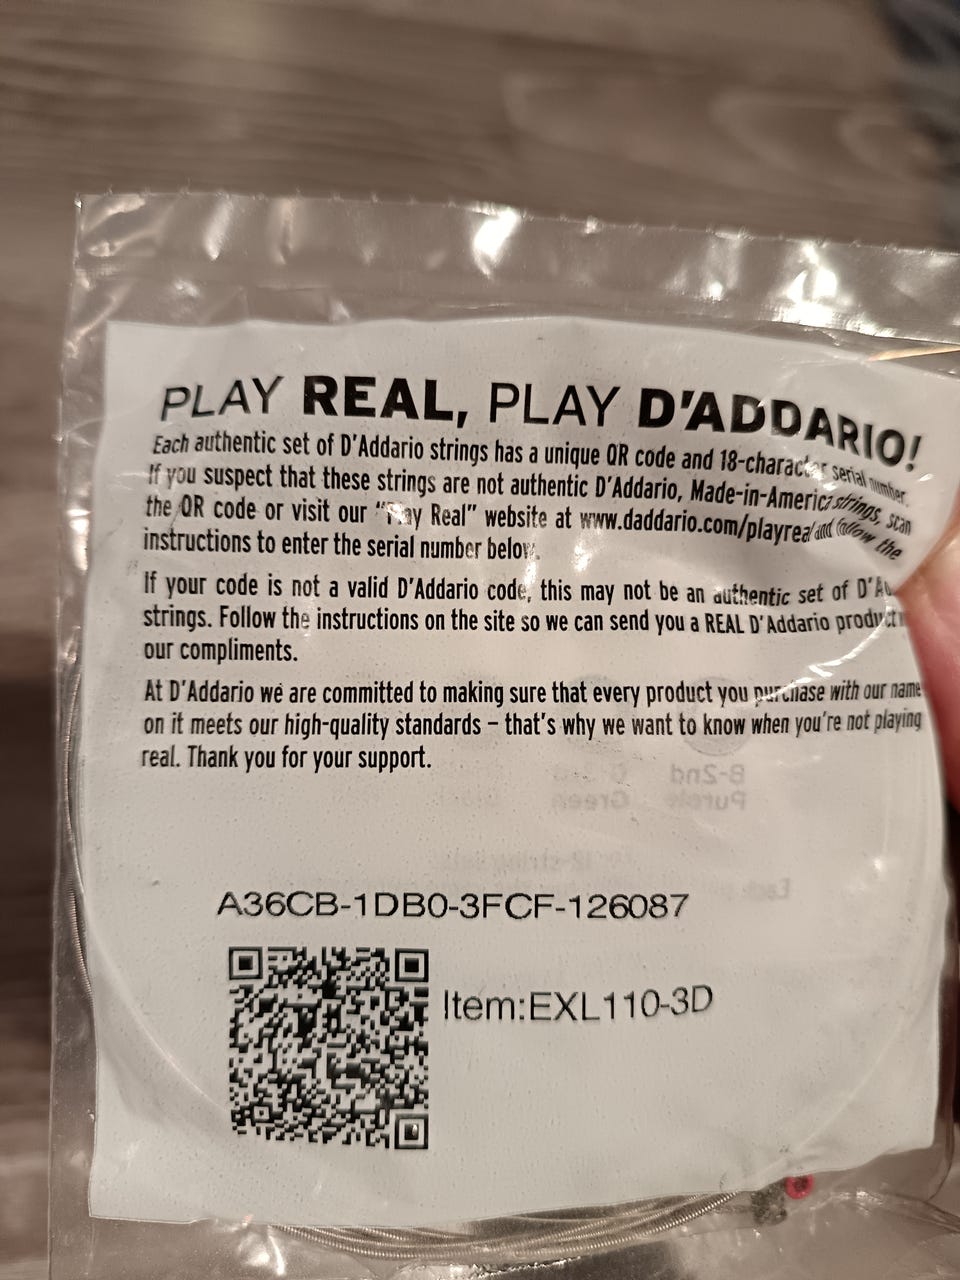 PLAY REAL, PLAY D'ADDARIO!
Each authentic set of D'Addario strings has a unique QR code and 18-character serial number.
If you suspect that these strings are not authentic D'Addario, Made-in-America strings, scan
the QR code or visit our "Play Real" website at www.daddario.com/playreal and follow the
instructions to enter the serial number below.
If your code is not a valid D'Addario code, this may not be an authentic set of
strings. Follow the instructions on the site so we can send you a REAL D'Addario product
our compliments.
At D'Addario we are committed to making sure that every product you purchase with our name
on it meets our high-quality standards – that's why we want to know when you're not playing
real. Thank you for your support.
B-2nd
Purple Green
A36CB-1DB0-3FCF-126087
Item:EXL110-3D